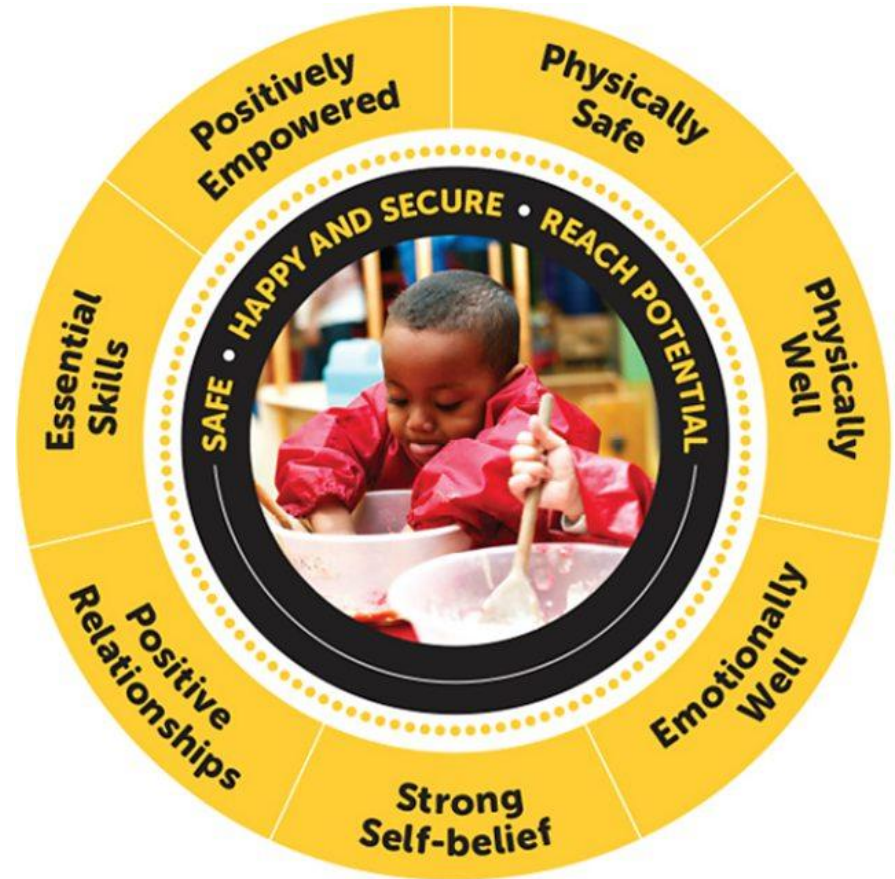 Physically
Safe
Physically
Well
Emotionally
Well
Strong
Self-belief
Positive
Relationships
Essential
Skills
Positively
Empowered
SAFE • HAPPY AND SECURE • REACH POTENTIAL